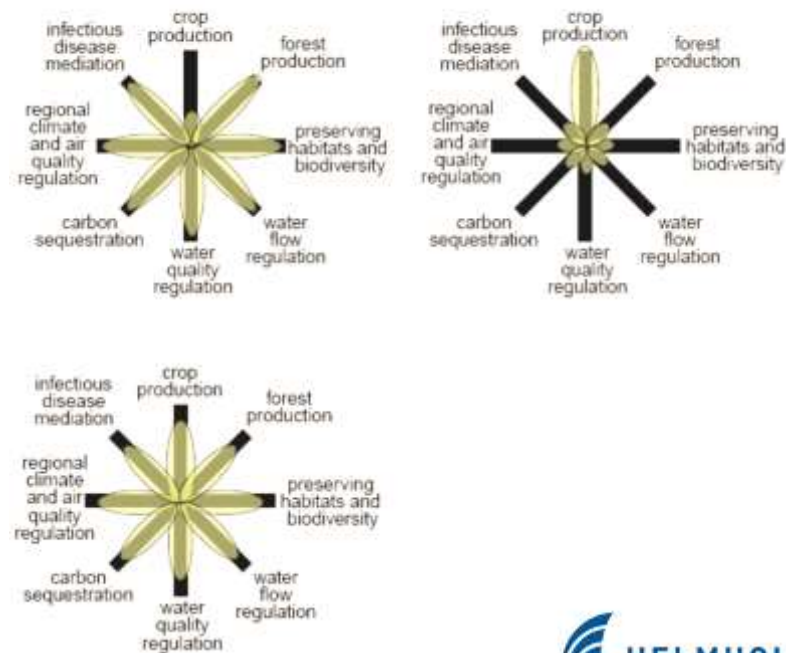 crop
production
infectious
disease
mediation
forest
production
regional
climate
and air
quality
regulation
preserving
habitats and
biodiversity
carbon
sequestration
water
quality
regulation
water
flow
regulation
crop
production
infectious
disease
mediation
forest
production
regional
climate
and air
quality
regulation
preserving
habitats and
biodiversity
carbon
sequestration
water
quality
regulation
water
flow
regulation
crop
production
infectious
disease
mediation
forest
production
regional
climate
and air
quality
regulation
preserving
habitats and
biodiversity
carbon
sequestration
water
quality
regulation
water
flow
regulation